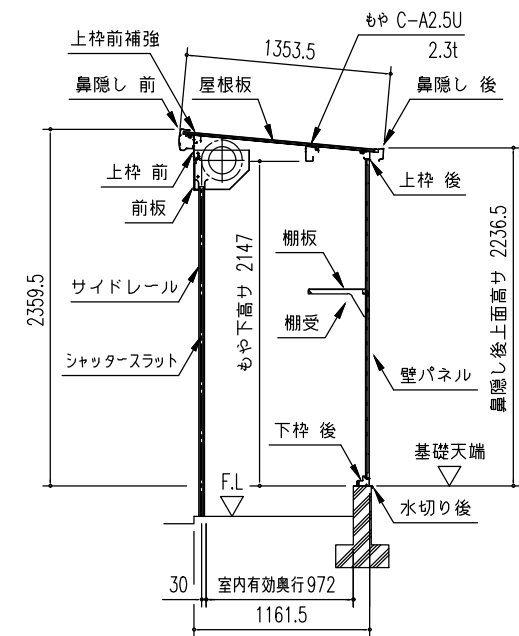 もや C-A2.5U
2.3t
上枠前補強
1353.5
鼻隠し 前
屋根板
鼻隠し 後
上枠 前
上枠 後
前板
棚板
サイドレール
もや下高サ 2147
棚受
2359.5
鼻隠し後上面高サ 2236.5
シャッタースラット
壁パネル
下枠 後
基礎天端
F.L
水切り後
30
室内有効奥行972
1161.5